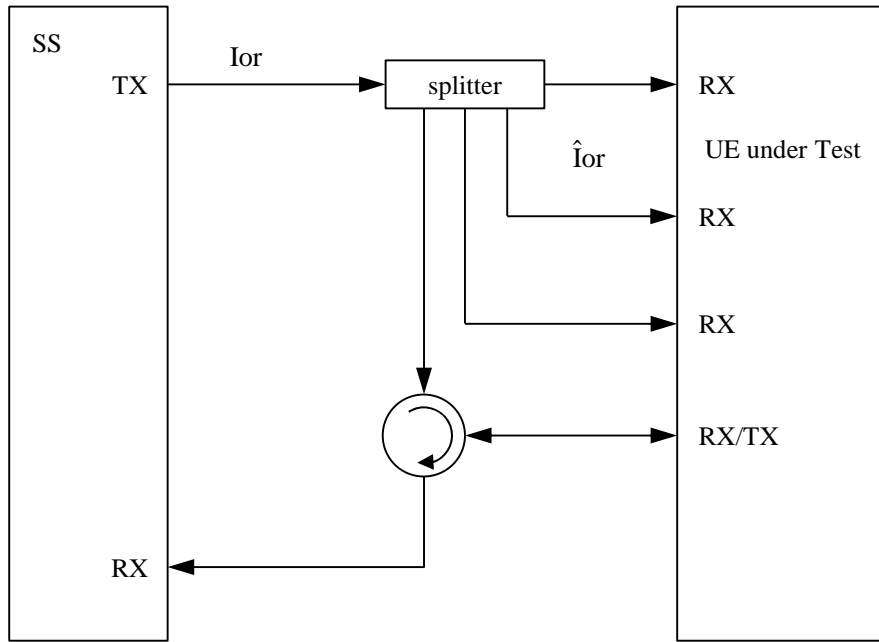 SS
Ior
TX
splitter
RX
UE under Test
Îor
RX
RX
RX/TX
RX